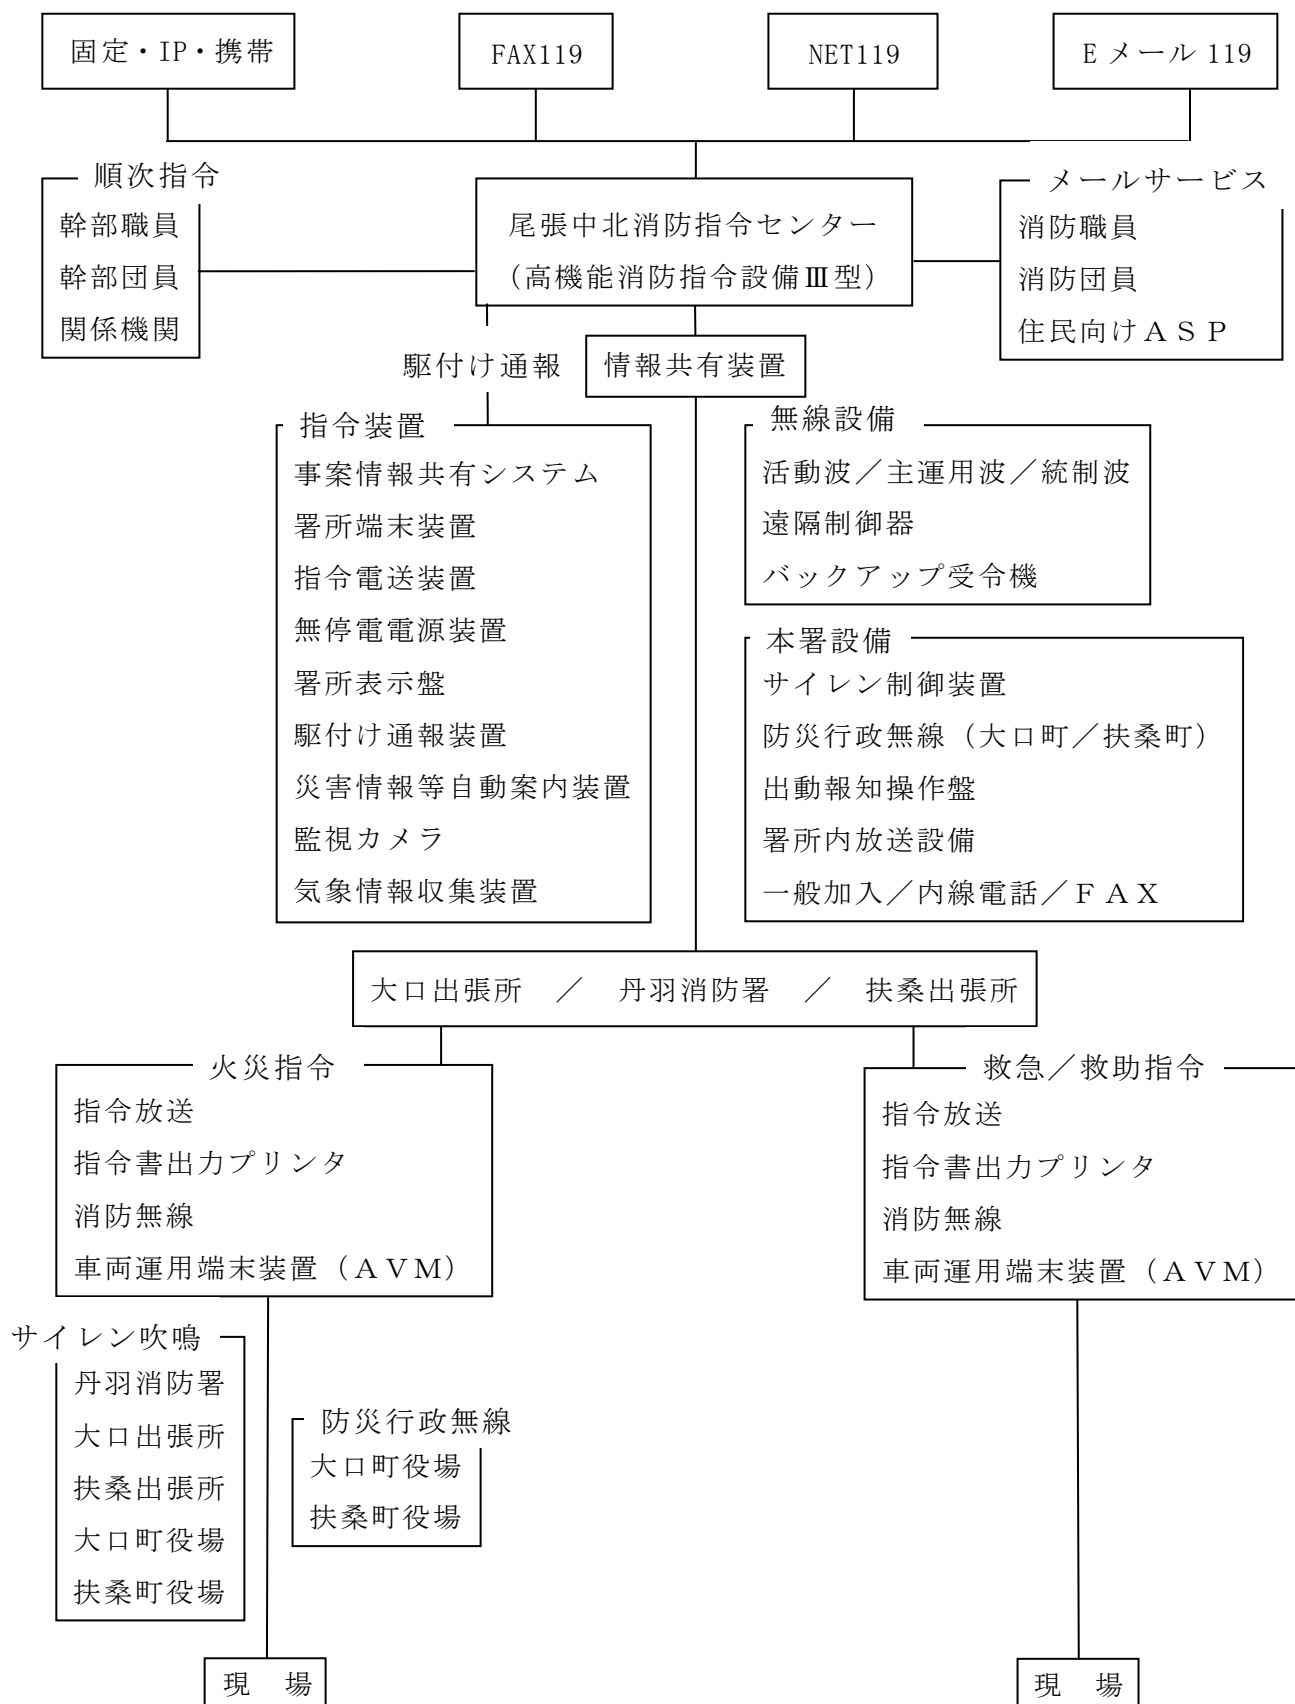 固定・IP・携帯
FAX119
NET119
Eメール119
順次指令
幹部職員
幹部団員
関係機関
尾張中北消防指令センター
（高機能消防指令設備Ⅲ型）
メールサービス
消防職員
消防団員
住民向けＡＳＰ
駆付け通報
情報共有装置
指令装置
事案情報共有システム
署所端末装置
指令電送装置
無停電電源装置
署所表示盤
駆付け通報装置
災害情報等自動案内装置
監視カメラ
気象情報収集装置
無線設備
活動波／主運用波／統制波
遠隔制御器
バックアップ受令機
本署設備
サイレン制御装置
防災行政無線（大口町／扶桑町）
出動報知操作盤
署所内放送設備
一般加入／内線電話／ＦＡＸ
大口出張所　／　丹羽消防署　／　扶桑出張所
火災指令
指令放送
指令書出力プリンタ
消防無線
車両運用端末装置（ＡＶＭ）
救急／救助指令
指令放送
指令書出力プリンタ
消防無線
車両運用端末装置（ＡＶＭ）
サイレン吹鳴
丹羽消防署
大口出張所
扶桑出張所
大口町役場
扶桑町役場
防災行政無線
大口町役場
扶桑町役場
現　場
現　場